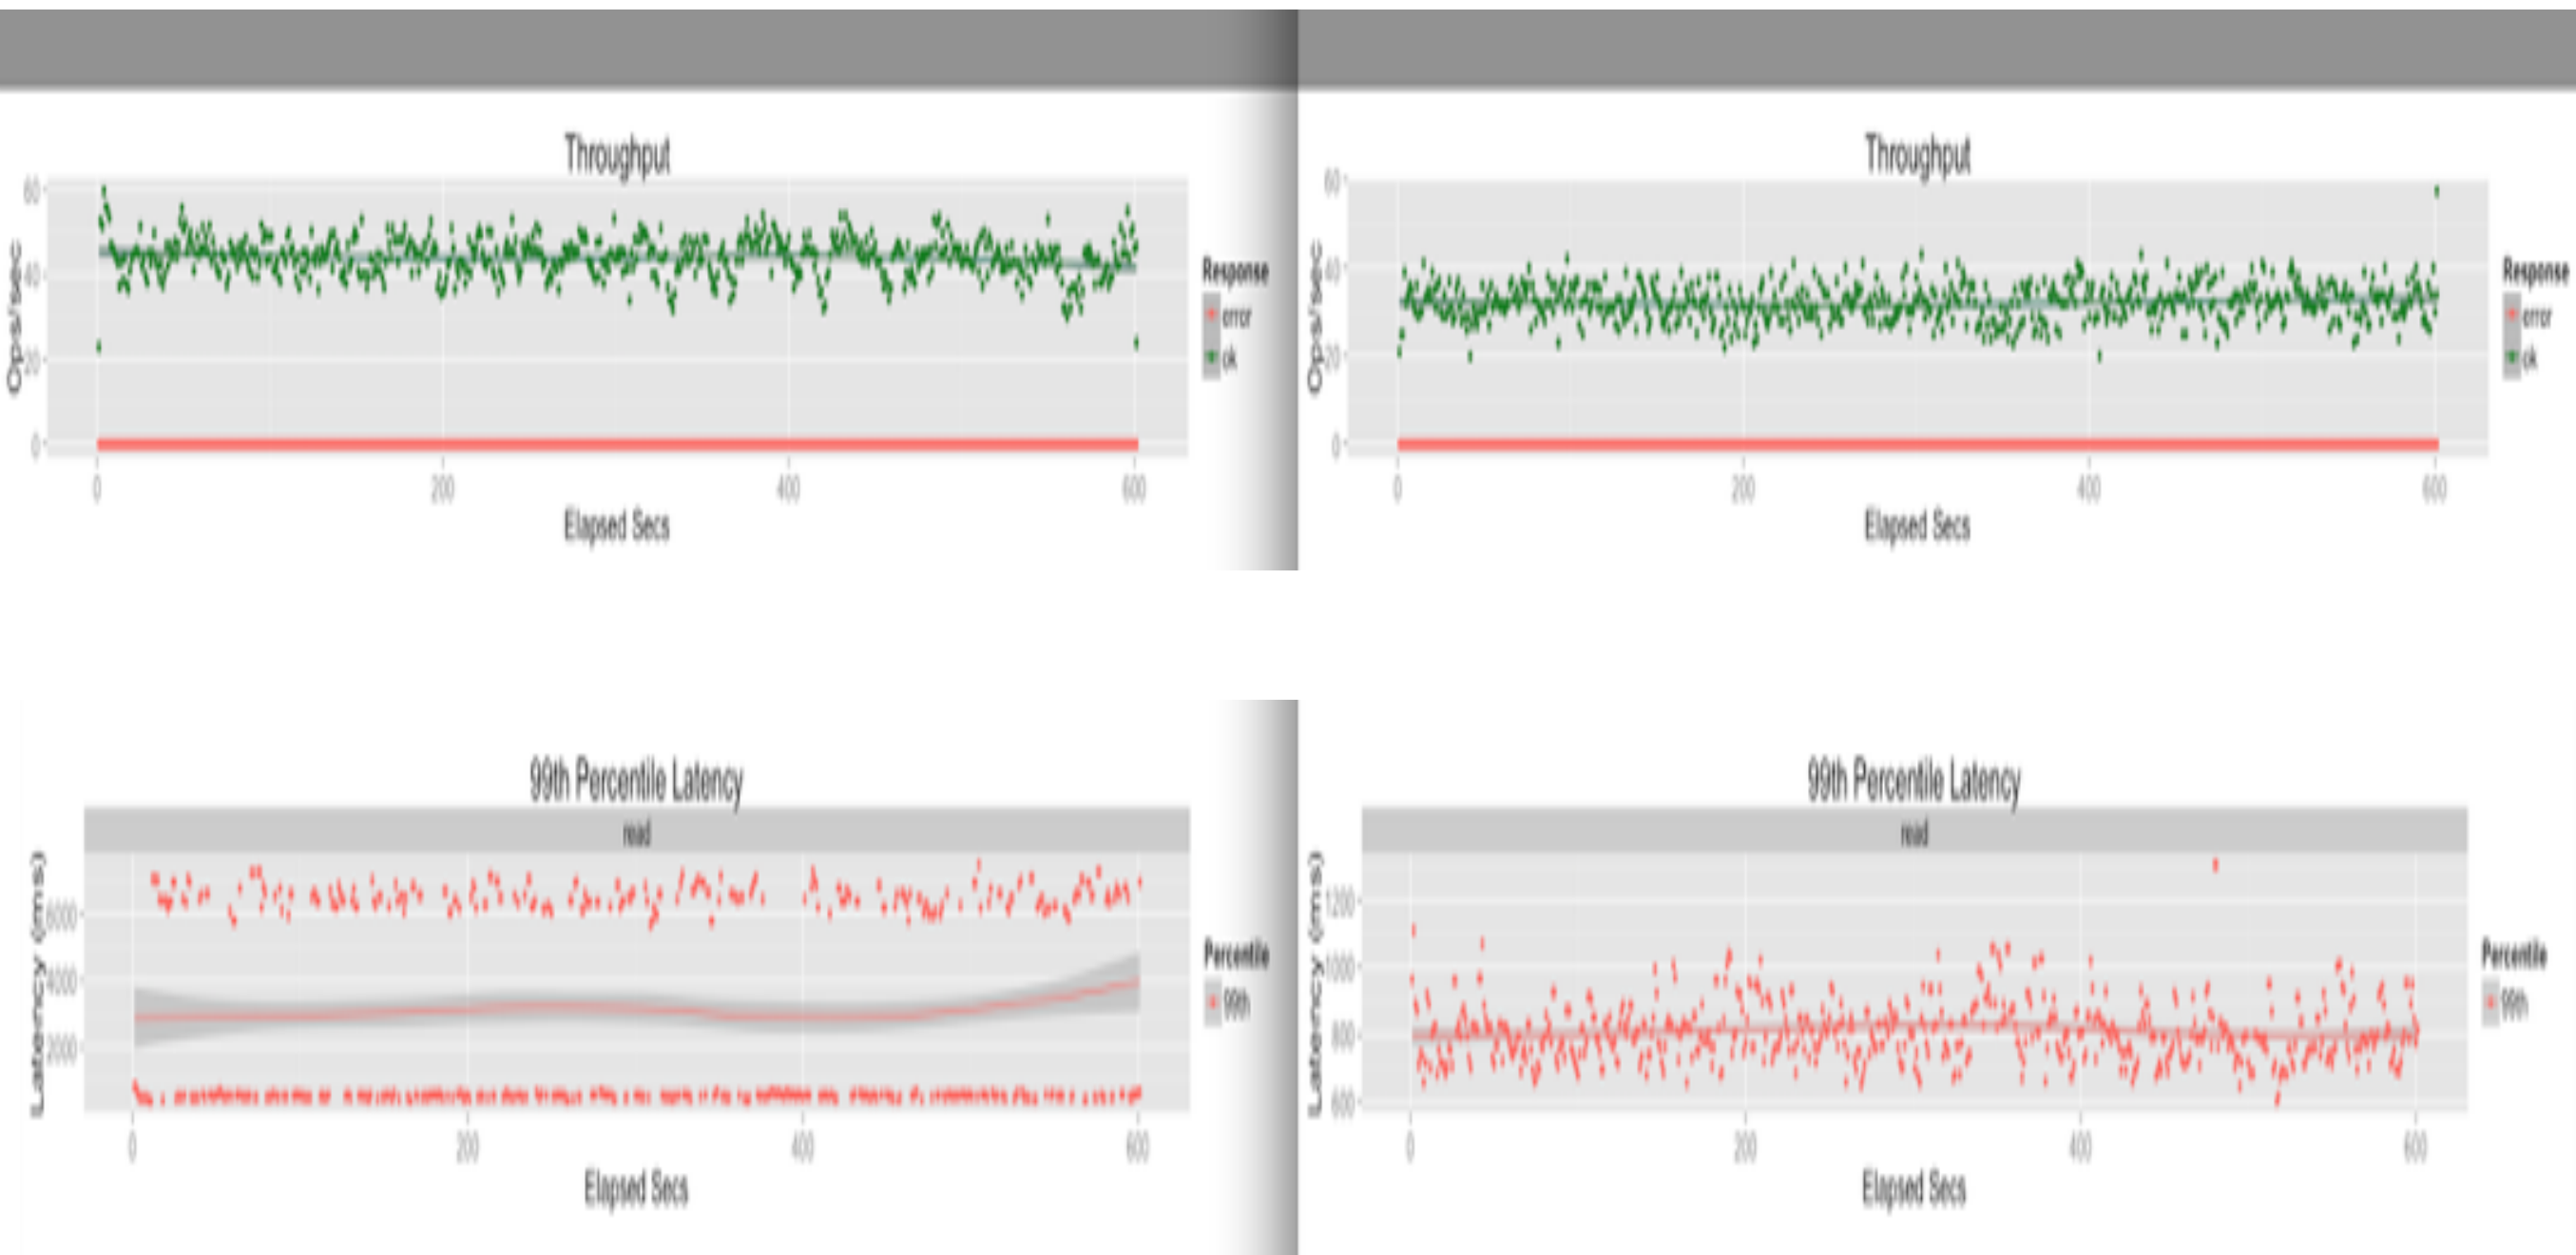 Throughput
60
40
20
0
Ops/sec
0 200 400 600
Elapsed Secs
Response
error
ok
Throughput
60
40
20
0
Ops/sec
0 200 400 600
Elapsed Secs
Response
error
ok
99th Percentile Latency
read
6000
4000
2000
Latency (ms)
0 200 400 600
Elapsed Secs
Percentile
99th
99th Percentile Latency
read
1200
1000
800
600
Latency (ms)
0 200 400 600
Elapsed Secs
Percentile
99th